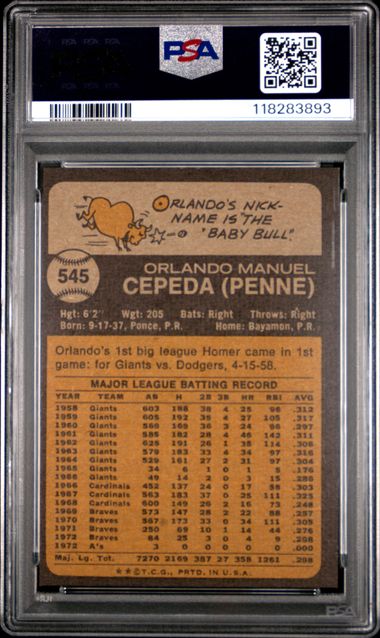 PSA
118283893
ORLANDO'S NICK-
NAME IS THE
"BABY BULL".
545
ORLANDO MANUEL
CEPEDA (PENNE)
Hgt: 6'2" Wgt: 205 Bats: Right Throws: Right
Born: 9-17-37, Ponce, P.R. Home: Bayamon, P.R.
Orlando's 1st big league Homer came in 1st
game: for Giants vs. Dodgers, 4-15-58.
MAJOR LEAGUE BATTING RECORD
YEAR TEAM AB H 2B 3B HR RBI AVG
1958 Giants 603 188 38 4 25 96 .312
1959 Giants 605 192 35 4 27 105 .317
1960 Giants 569 169 36 3 24 96 .297
1961 Giants 585 182 28 4 46 142 .311
1962 Giants 625 191 26 1 35 114 .306
1963 Giants 579 183 33 4 34 97 .316
1964 Giants 529 161 27 2 31 97 .304
1965 Giants 34 6 1 0 1 5 .176
1966 Giants 49 14 2 0 3 15 .286
1966 Cardinals 452 137 24 0 17 58 .303
1967 Cardinals 563 183 37 0 25 111 .325
1968 Cardinals 600 149 26 2 16 73 .248
1969 Braves 573 147 28 2 22 88 .257
1970 Braves 567 173 33 0 34 111 .305
1971 Braves 250 69 10 1 14 44 .276
1972 Braves 84 25 3 0 4 9 .298
1972 A's 3 0 0 0 0 0 .000
Maj. Lg. Tot. 7270 2169 387 27 358 1261 .298
**©T.C.G., PRTD. IN U.S.A.
PSA